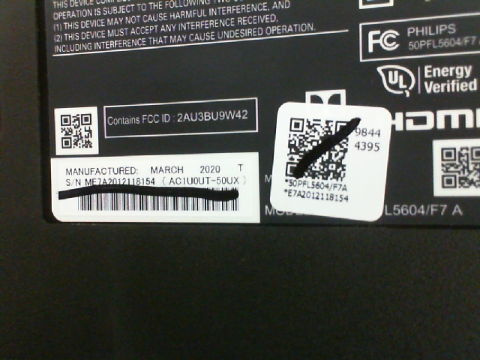 THIS DEVICE COMPLIES
OPERATION IS SUBJECT TO THE FOLLOWING TWO
(1) THIS DEVICE MAY NOT CAUSE HARMFUL INTERFERENCE, AND
(2) THIS DEVICE MUST ACCEPT ANY INTERFERENCE RECEIVED,
INCLUDING INTERFERENCE THAT MAY CAUSE UNDESIRED OPERATION.
FC PHILIPS
50PFL5604/F7 A
UL Energy
Verified
HDMI
Contains FCC ID : 2AU3BU9W42
9844
4395
MANUFACTURED: MARCH 2020 T
S/N ME7A2012118154 (AC1U0UT-50UX)
*50PFL5604/F7A
*E7A2012118154
L5604/F7 A